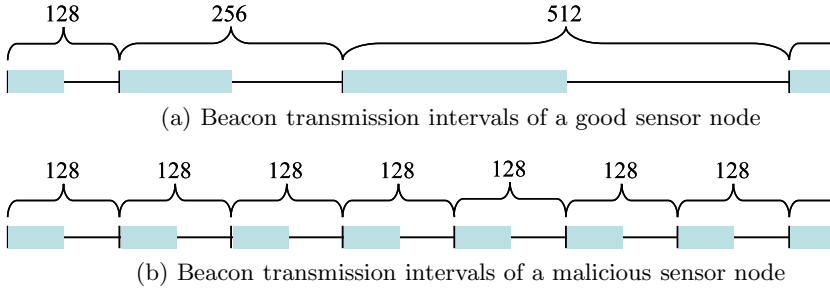 128 256 512
(a) Beacon transmission intervals of a good sensor node
128 128 128 128 128 128 128
(b) Beacon transmission intervals of a malicious sensor node